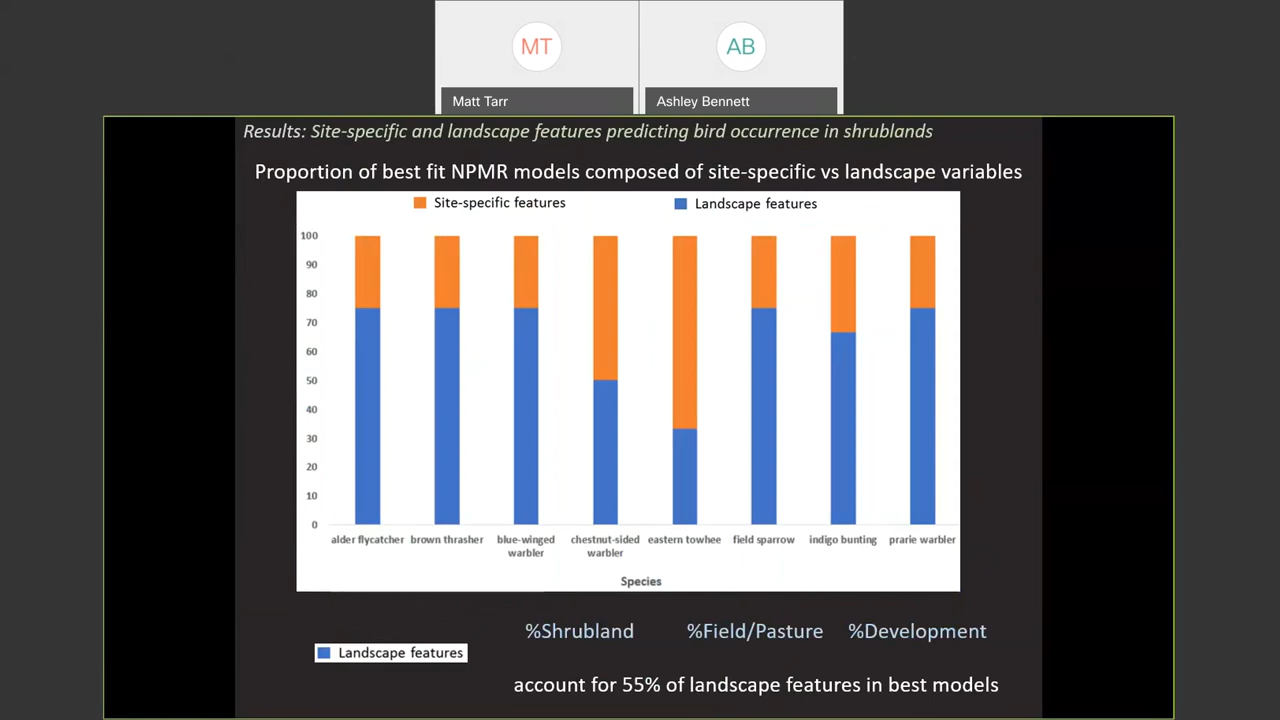 MT
AB
Matt Tarr
Ashley Bennett
Results: Site-specific and landscape features predicting bird occurrence in shrublands
Proportion of best fit NPMR models composed of site-specific vs landscape variables
Site-specific features
Landscape features
100
90
80
70
60
50
40
30
20
10
0
alder flycatcher
brown thrasher
blue-winged
warbler
chestnut-sided
warbler
eastern towhee
field sparrow
indigo bunting
prarie warbler
Species
%Shrubland
%Field/Pasture
%Development
Landscape features
account for 55% of landscape features in best models